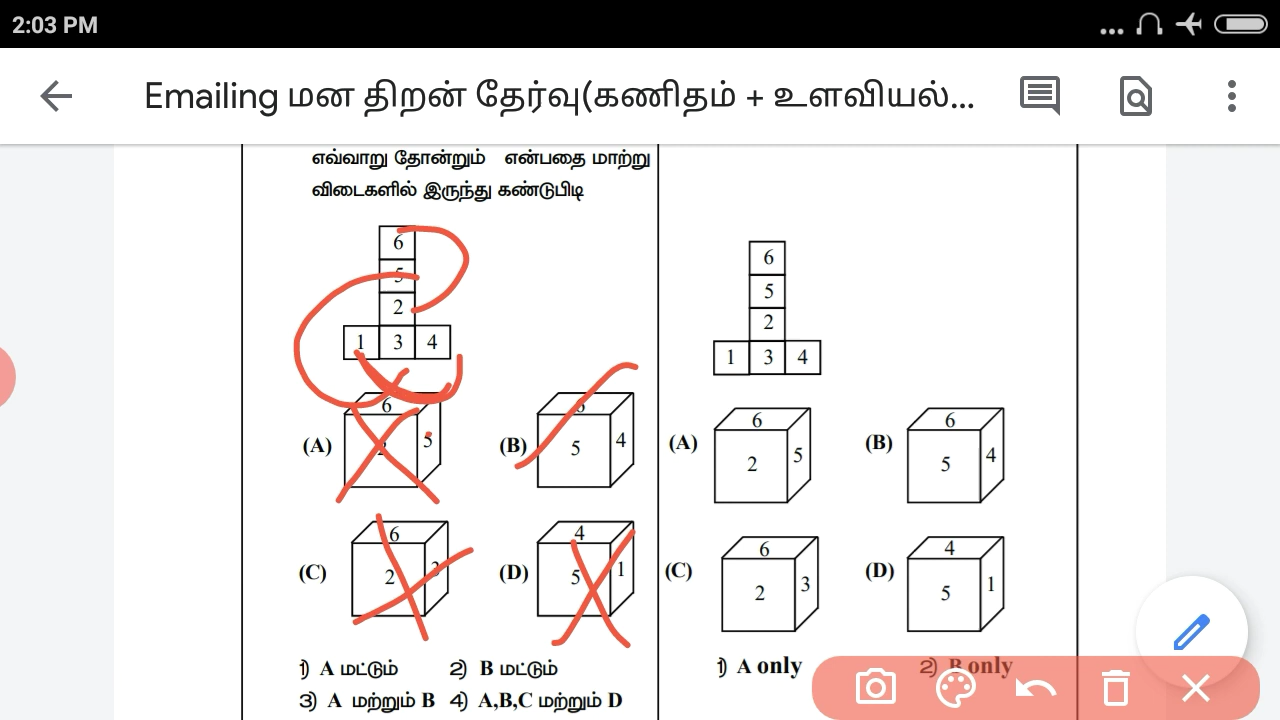 2:03 PM
Emailing மன திறன் தேர்வு(கணிதம் + உளவியல்...
எவ்வாறு தோன்றும் என்பதை மாற்று
விடைகளில் இருந்து கண்டுபிடி
6
5
2
1 3 4
(A) 6 5
(B) 5 4
(C) 6 2
(D) 4 5 1
1) A மட்டும் 2) B மட்டும்
3) A மற்றும் B 4) A,B,C மற்றும் D
6
5
2
1 3 4
(A) 6 2 5
(B) 6 5 4
(C) 6 2 3
(D) 4 5 1
1) A only 2) B only